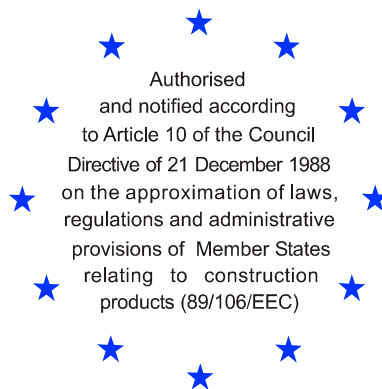 Authorised
and notified according
to Article 10 of the Council
Directive of 21 December 1988
on the approximation of laws,
regulations and administrative
provisions of Member States
relating to construction
products (89/106/EEC)